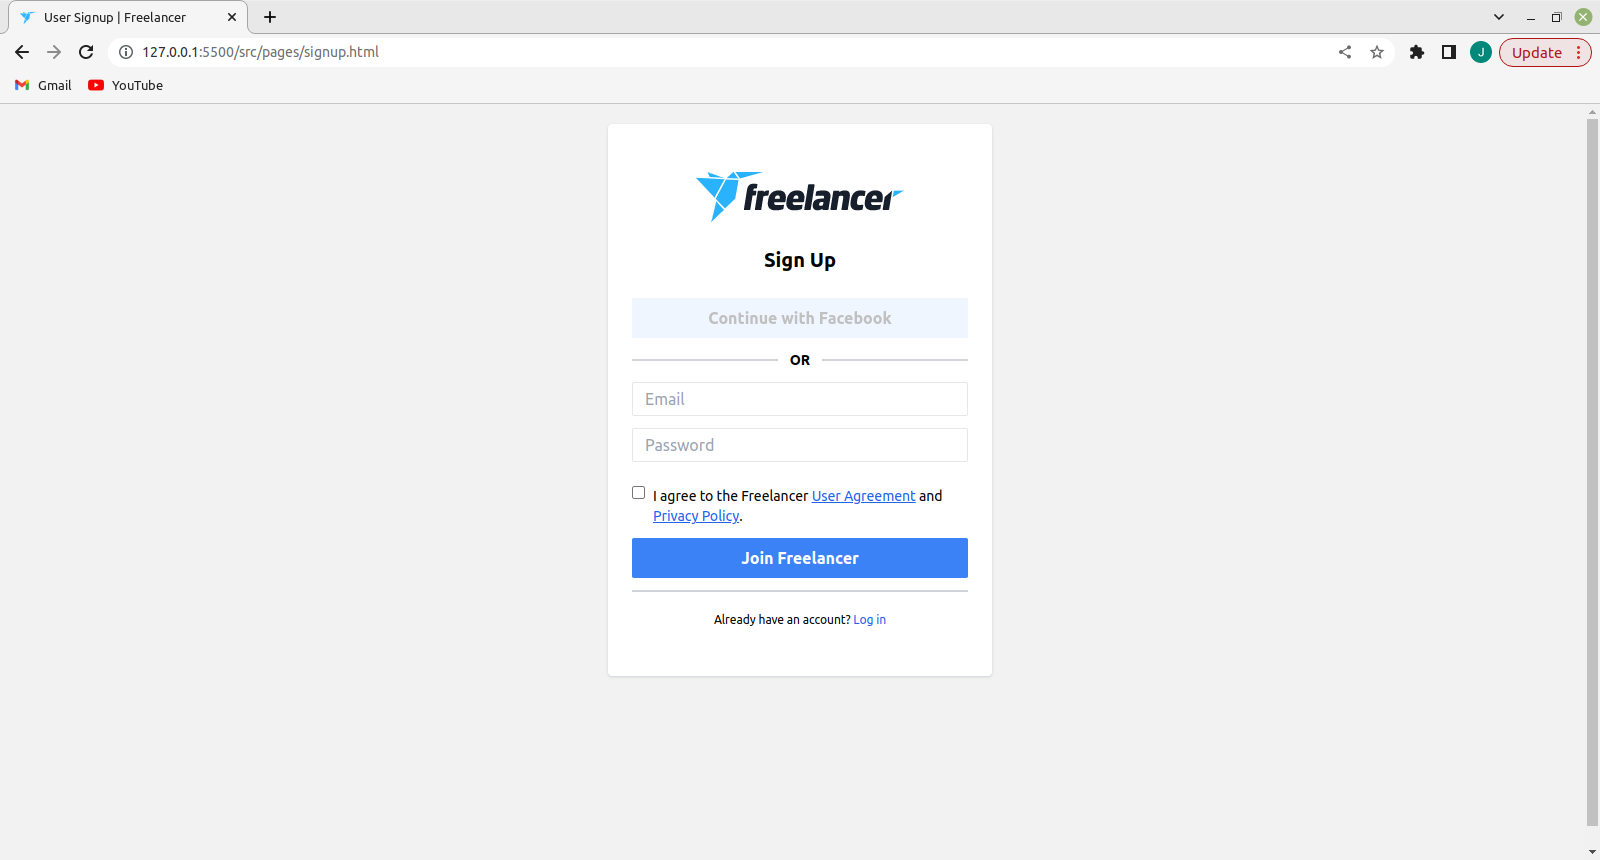 User Signup | Freelancer
127.0.0.1:5500/src/pages/signup.html
J
Update
Gmail
YouTube
freelancer
Sign Up
Continue with Facebook
OR
Email
Password
I agree to the Freelancer User Agreement and
Privacy Policy.
Join Freelancer
Already have an account? Log in